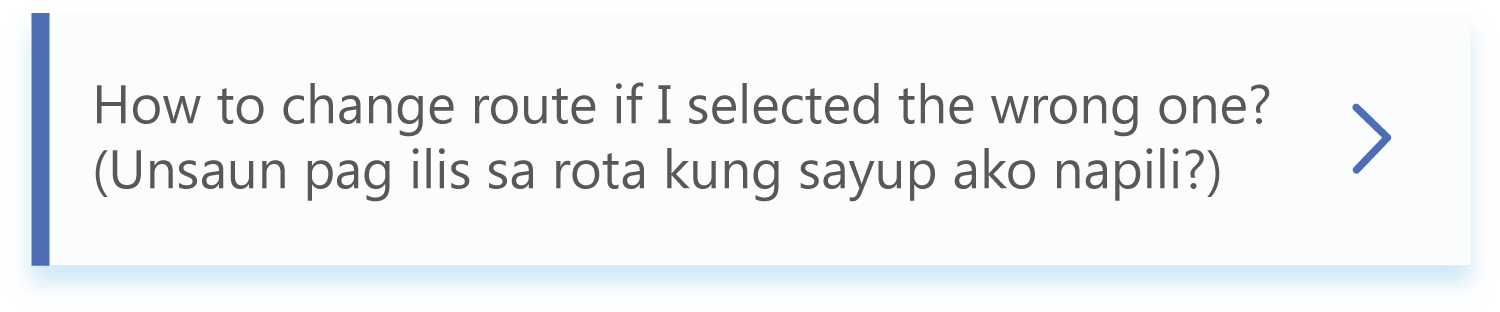 How to change route if I selected the wrong one?
(Unsaun pag ilis sa rota kung sayup ako napili?)